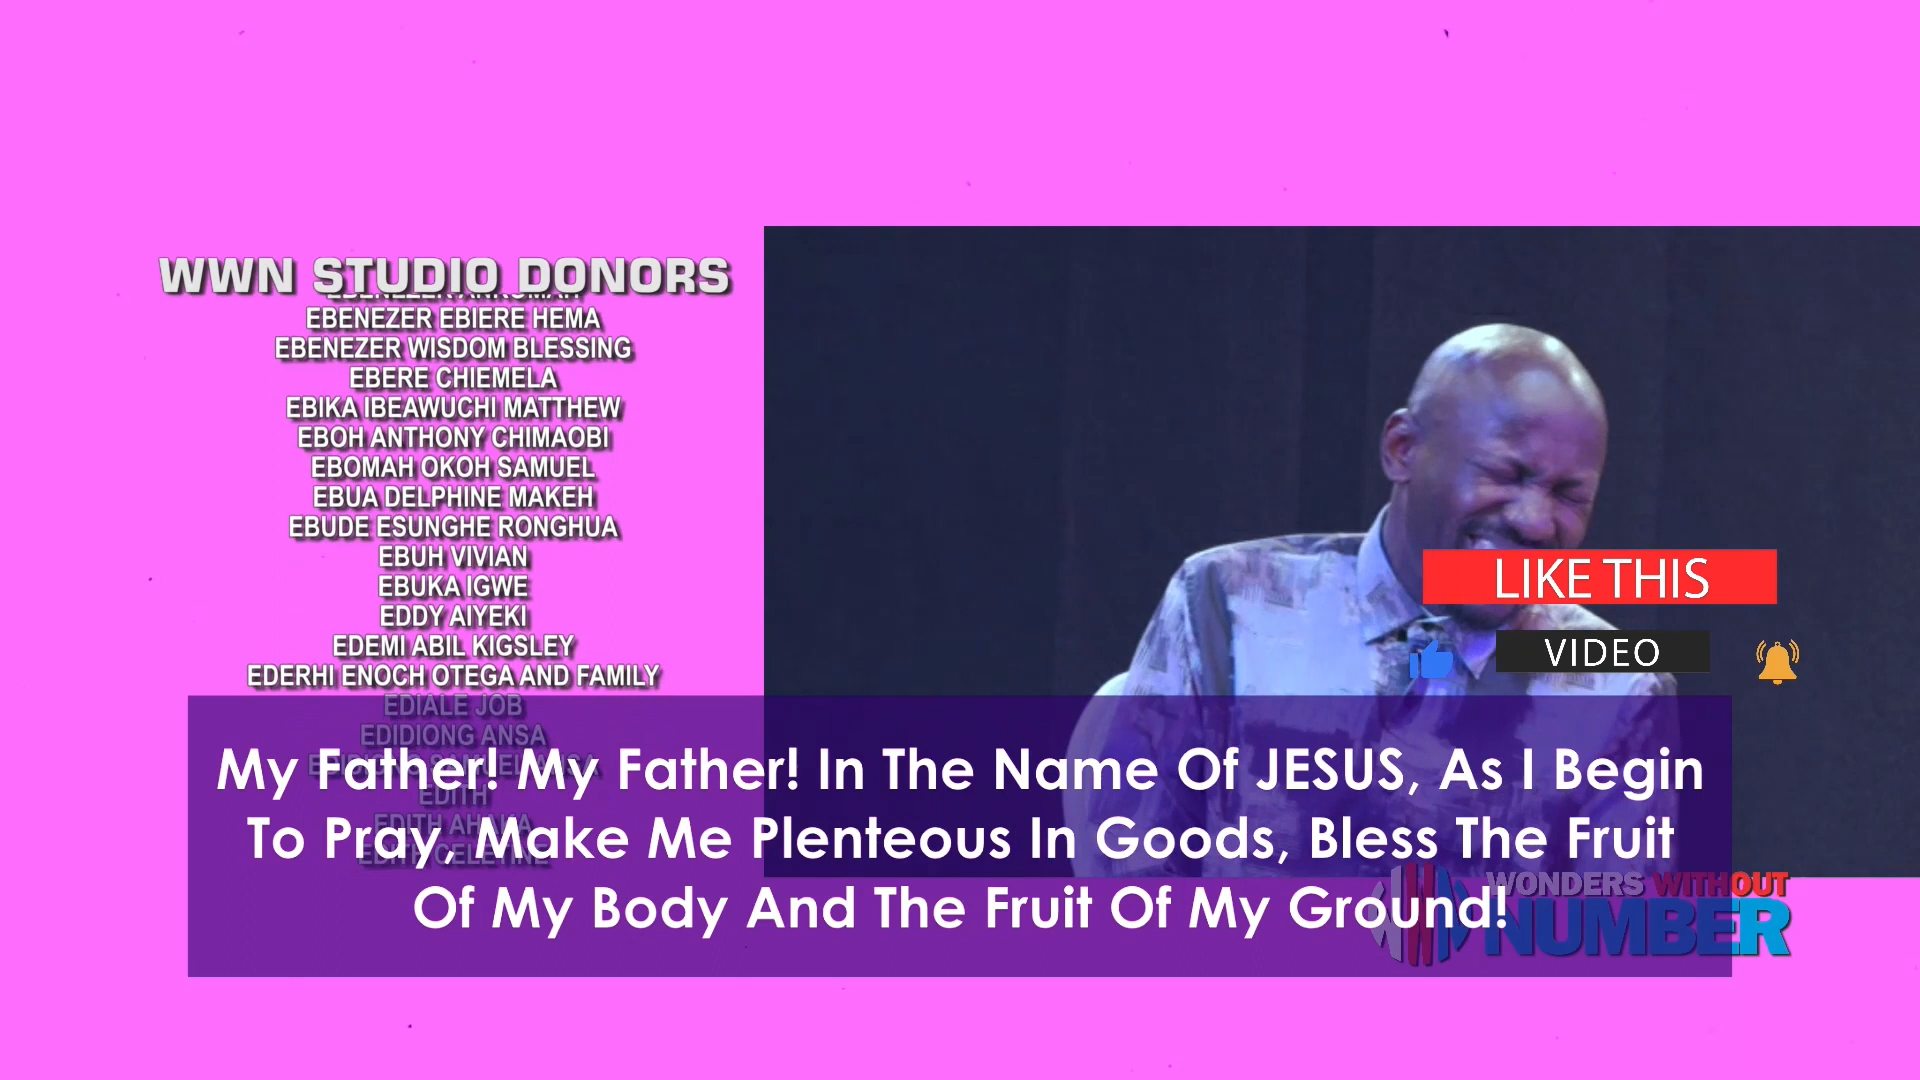 WWN STUDIO DONORS
EBENEZER EBIERE HEMA
EBENEZER WISDOM BLESSING
EBERE CHIEMELA
EBIKA IBEAWUCHI MATTHEW
EBOH ANTHONY CHIMAOBI
EBOMAH OKOH SAMUEL
EBUA DELPHINE MAKEH
EBUDE ESUNGHE RONGHUA
EBUH VIVIAN
EBUKA IGWE
EDDY AIYEKI
EDEMI ABIL KIGSLEY
EDERHI ENOCH OTEGA AND FAMILY
EDIALE JOB
EDIDIONG ANSA
EDITH
LIKE THIS
VIDEO
My Father! My Father! In The Name Of JESUS, As I Begin
To Pray, Make Me Plenteous In Goods, Bless The Fruit
Of My Body And The Fruit Of My Ground!
WONDERS WITHOUT
NUMBER